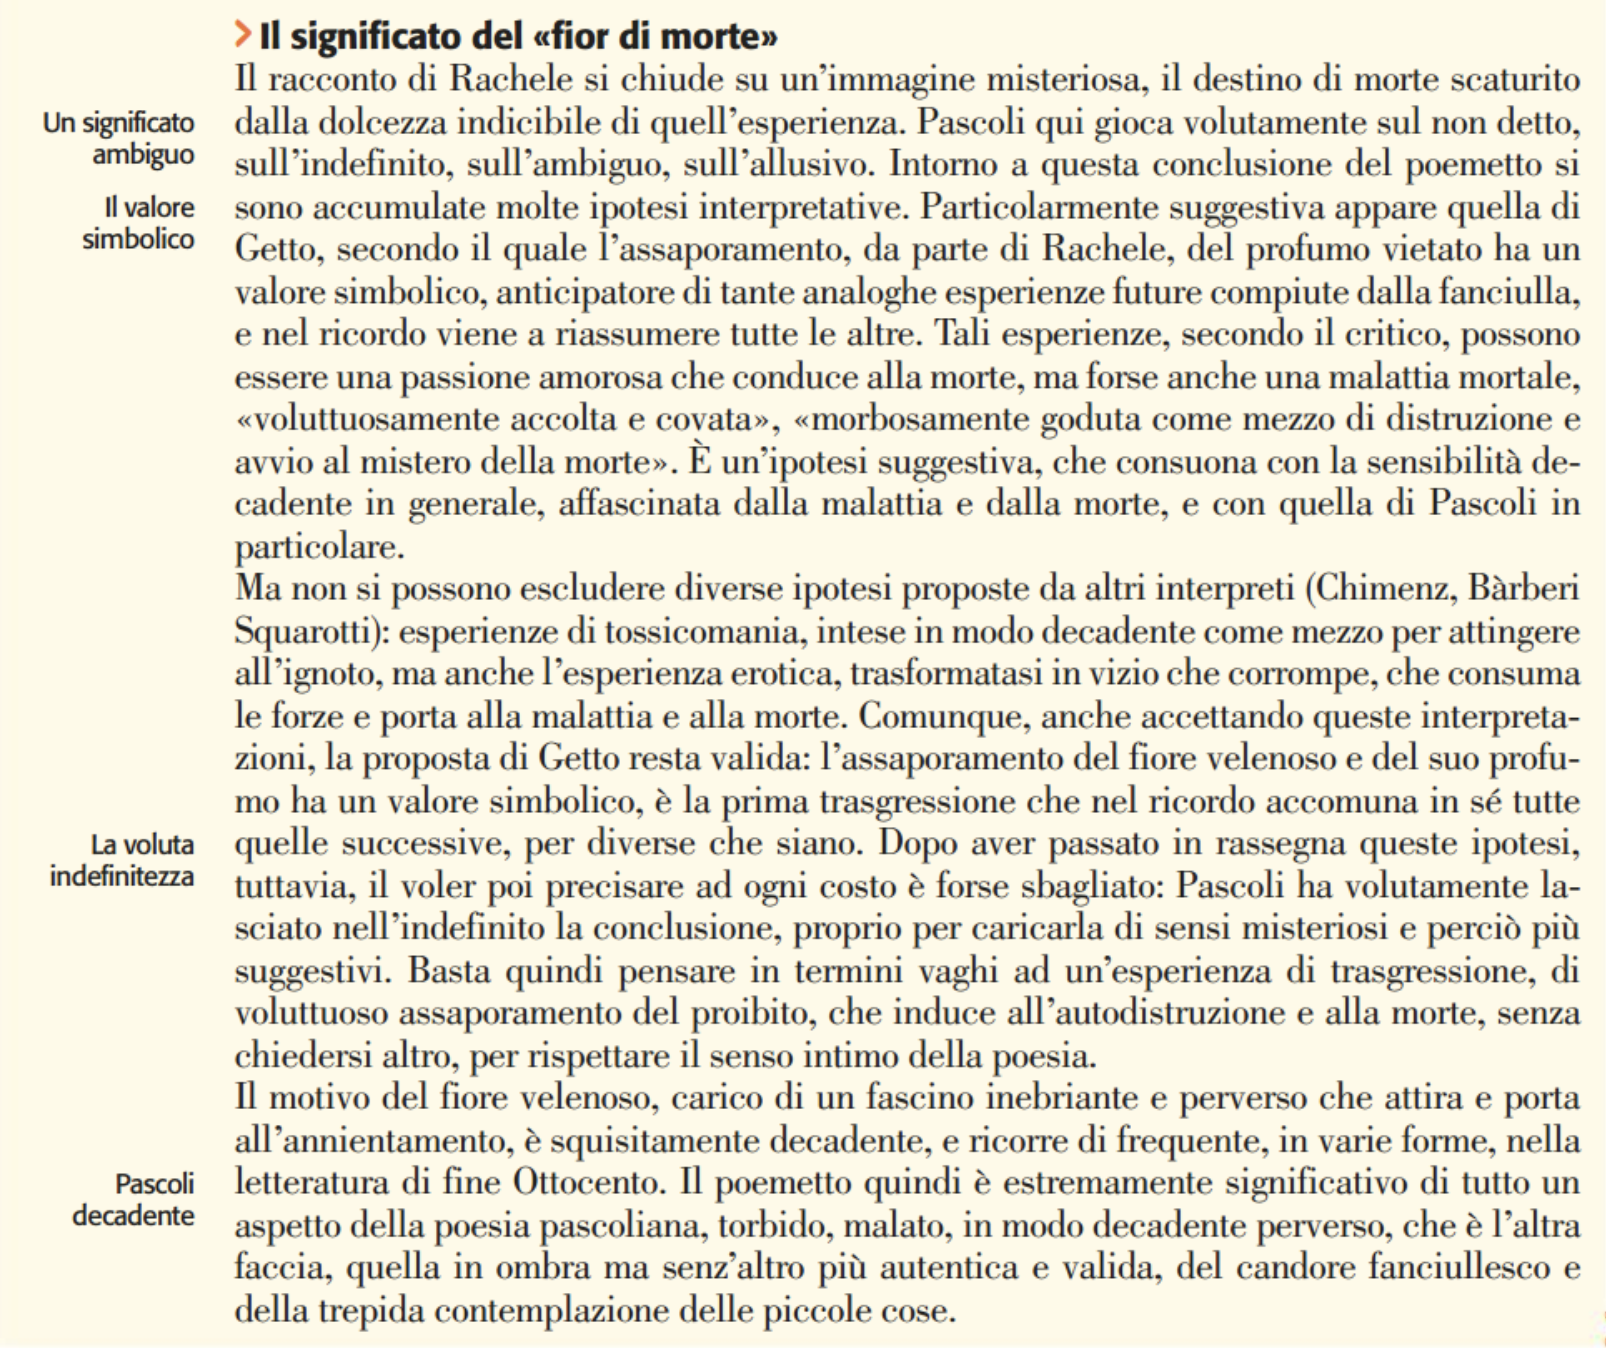 > Il significato del «fior di morte»
Il racconto di Rachele si chiude su un'immagine misteriosa, il destino di morte scaturito
Un significato
ambiguo
dalla dolcezza indicibile di quell'esperienza. Pascoli qui gioca volutamente sul non detto,
sull'indefinito, sull'ambiguo, sull'allusivo. Intorno a questa conclusione del poemetto si
Il valore
simbolico
sono accumulate molte ipotesi interpretative. Particolarmente suggestiva appare quella di
Getto, secondo il quale l'assaporamento, da parte di Rachele, del profumo vietato ha un
valore simbolico, anticipatore di tante analoghe esperienze future compiute dalla fanciulla,
e nel ricordo viene a riassumere tutte le altre. Tali esperienze, secondo il critico, possono
essere una passione amorosa che conduce alla morte, ma forse anche una malattia mortale,
«voluttuosamente accolta e covata», «morbosamente goduta come mezzo di distruzione e
avvio al mistero della morte». È un'ipotesi suggestiva, che consuona con la sensibilità de-
cadente in generale, affascinata dalla malattia e dalla morte, e con quella di Pascoli in
particolare.
Ma non si possono escludere diverse ipotesi proposte da altri interpreti (Chimenz, Bàrberi
Squarotti): esperienze di tossicomania, intese in modo decadente come mezzo per attingere
all'ignoto, ma anche l'esperienza erotica, trasformatasi in vizio che corrompe, che consuma
le forze e porta alla malattia e alla morte. Comunque, anche accettando queste interpreta-
zioni, la proposta di Getto resta valida: l'assaporamento del fiore velenoso e del suo profu-
mo ha un valore simbolico, è la prima trasgressione che nel ricordo accomuna in sé tutte
La voluta
indefinitezza
quelle successive, per diverse che siano. Dopo aver passato in rassegna queste ipotesi,
tuttavia, il voler poi precisare ad ogni costo è forse sbagliato: Pascoli ha volutamente la-
sciato nell'indefinito la conclusione, proprio per caricarla di sensi misteriosi e perciò più
suggestivi. Basta quindi pensare in termini vaghi ad un'esperienza di trasgressione, di
voluttuoso assaporamento del proibito, che induce all'autodistruzione e alla morte, senza
chiedersi altro, per rispettare il senso intimo della poesia.
Il motivo del fiore velenoso, carico di un fascino inebriante e perverso che attira e porta
all'annientamento, è squisitamente decadente, e ricorre di frequente, in varie forme, nella
Pascoli
decadente
letteratura di fine Ottocento. Il poemetto quindi è estremamente significativo di tutto un
aspetto della poesia pascoliana, torbido, malato, in modo decadente perverso, che è l'altra
faccia, quella in ombra ma senz'altro più autentica e valida, del candore fanciullesco e
della trepida contemplazione delle piccole cose.